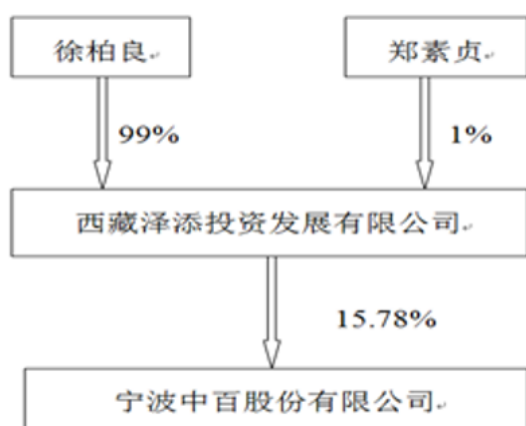 徐柏良
郑素贞
99%
1%
西藏泽添投资发展有限公司
15.78%
宁波中百股份有限公司